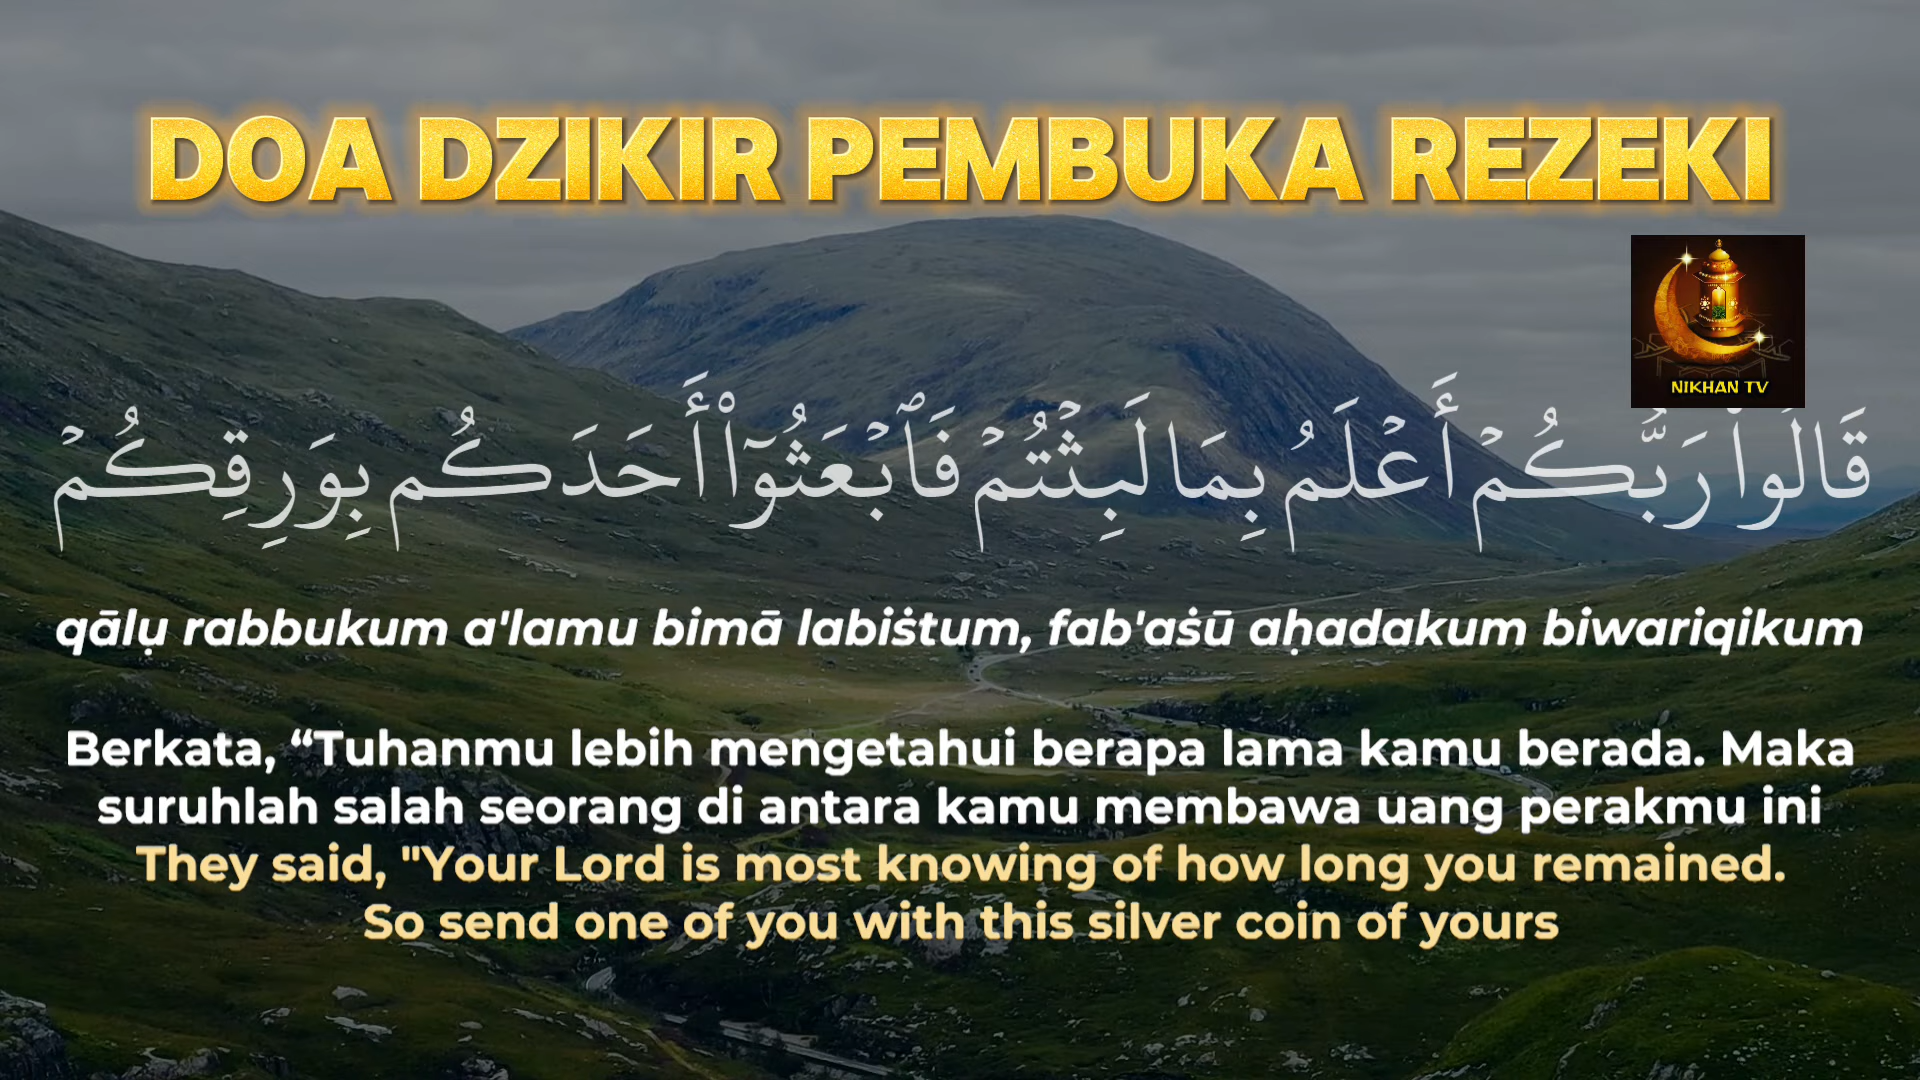 DOA DZIKIR PEMBUKA REZEKI
NIKHAN TV
قَالُوا۟ رَبُّكُمْ أَعْلَمُ بِمَا لَبِثْتُمْ فَٱبْعَثُوٓا۟ أَحَدَكُم بِوَرِقِكُمْ
qālụ rabbukum a'lamu bimā labiṡtum, fab'aṡū aḥadakum biwariqikum
Berkata, “Tuhanmu lebih mengetahui berapa lama kamu berada. Maka
suruhlah salah seorang di antara kamu membawa uang perakmu ini
They said, "Your Lord is most knowing of how long you remained.
So send one of you with this silver coin of yours